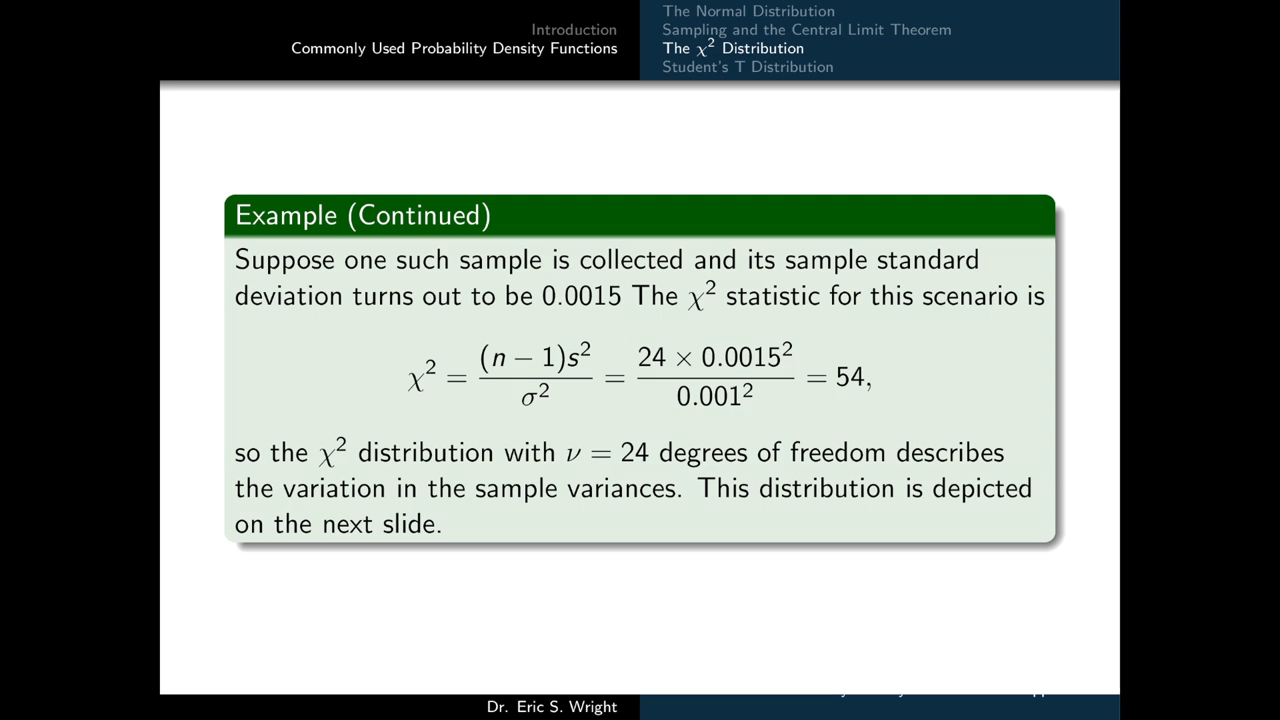 Introduction
Commonly Used Probability Density Functions
The Normal Distribution
Sampling and the Central Limit Theorem
The χ² Distribution
Student's T Distribution
Example (Continued)
Suppose one such sample is collected and its sample standard
deviation turns out to be 0.0015 The χ² statistic for this scenario is
χ² = (n − 1)s² / σ² = 24 × 0.0015² / 0.001² = 54,
so the χ² distribution with ν = 24 degrees of freedom describes
the variation in the sample variances. This distribution is depicted
on the next slide.
Dr. Eric S. Wright